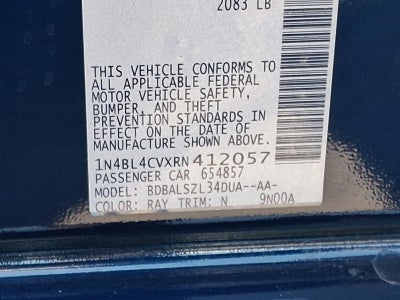 2083 LB
THIS VEHICLE CONFORMS TO
ALL APPLICABLE FEDERAL
MOTOR VEHICLE SAFETY,
BUMPER, AND THEFT
PREVENTION STANDARDS IN
EFFECT ON THE DATE OF
MANUFACTURE SHOWN ABOVE.
1N4BL4CVXRN412057
PASSENGER CAR 654857
MODEL: BDBALSZL34DUA--AA-
COLOR: RAY TRIM: N 9N00A